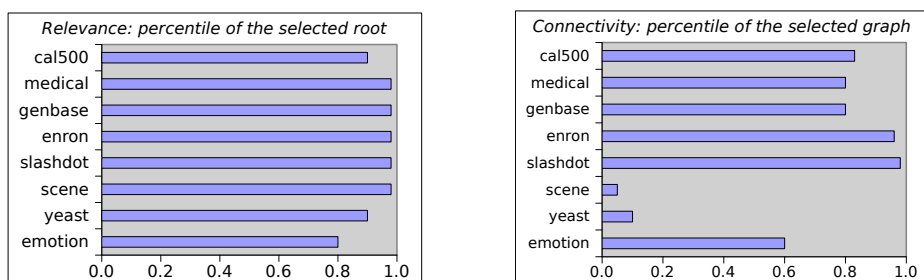 Relevance: percentile of the selected root
cal500
medical
genbase
enron
slashdot
scene
yeast
emotion
0.0 0.2 0.4 0.6 0.8 1.0
Connectivity: percentile of the selected graph
cal500
medical
genbase
enron
slashdot
scene
yeast
emotion
0.0 0.2 0.4 0.6 0.8 1.0